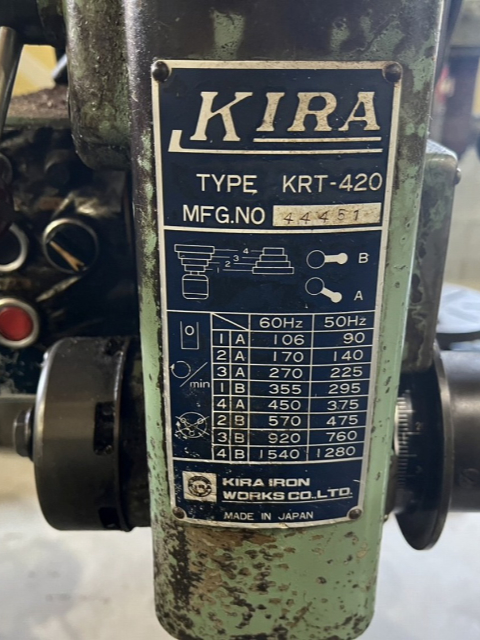 KIRA
TYPE KRT-420
MFG.NO 44451
4
3
2
1
B
A
60Hz 50Hz
1 A 106 90
2 A 170 140
3 A 270 225
1 B 355 295
4 A 450 375
2 B 570 475
3 B 920 760
4 B 1540 1280
/min
KIRA IRON
WORKS CO.,LTD.
MADE IN JAPAN